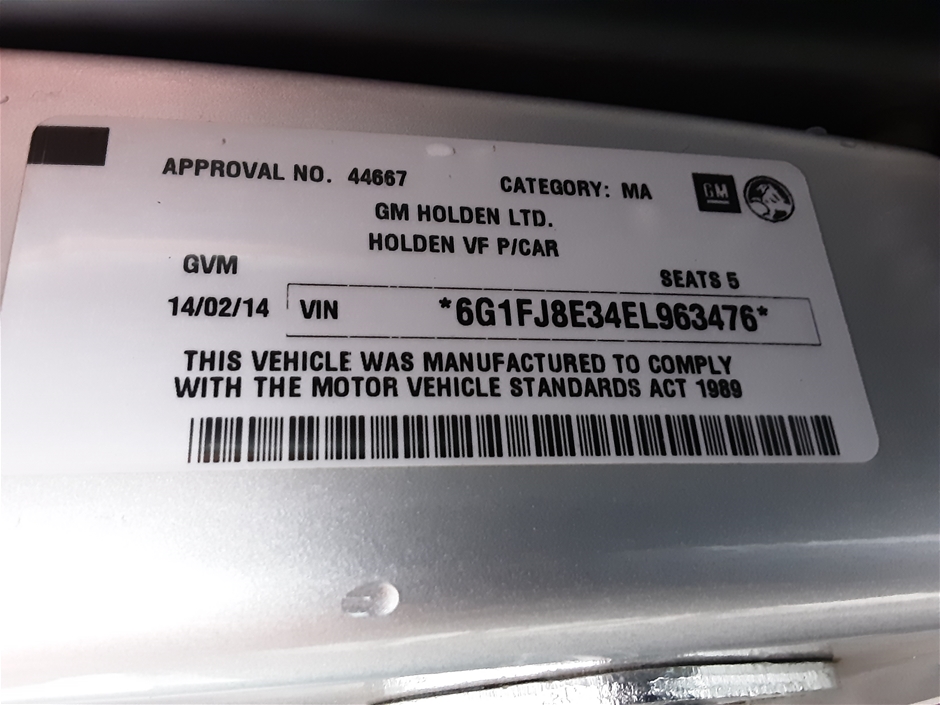 APPROVAL NO. 44667 CATEGORY: MA GM
GM HOLDEN LTD.
HOLDEN VF P/CAR
GVM SEATS 5
14/02/14 VIN *6G1FJ8E34EL963476*
THIS VEHICLE WAS MANUFACTURED TO COMPLY
WITH THE MOTOR VEHICLE STANDARDS ACT 1989